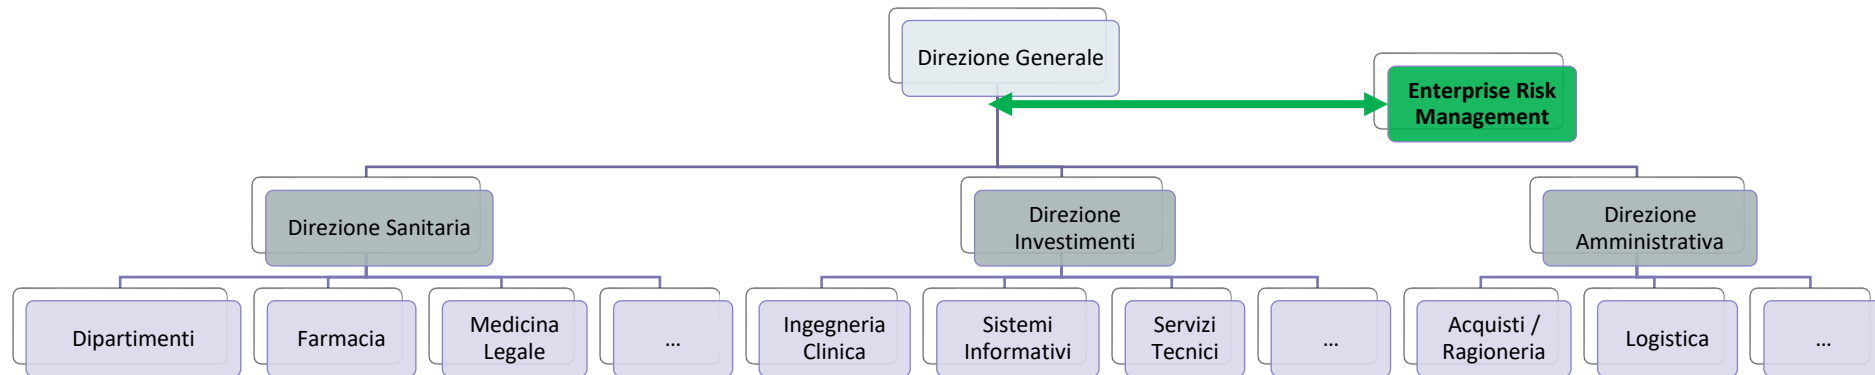 Direzione Generale
Enterprise Risk
Management
Direzione Sanitaria
Direzione
Investimenti
Direzione
Amministrativa
Dipartimenti
Farmacia
Medicina
Legale
...
Ingegneria
Clinica
Sistemi
Informativi
Servizi
Tecnici
...
Acquisti /
Ragioneria
Logistica
...